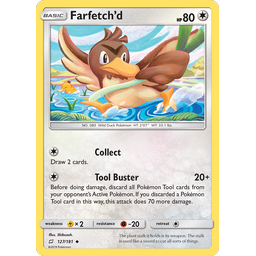 BASIC Farfetch'd HP80
NO. 083 Wild Duck Pokémon HT: 2'07" WT: 33.1 lbs.
Collect
Draw 2 cards.
Tool Buster 20+
Before doing damage, discard all Pokémon Tool cards from
your opponent's Active Pokémon. If you discarded a Pokémon
Tool card in this way, this attack does 70 more damage.
weakness ×2 resistance -20 retreat
Illus. Hitoshi
127/181